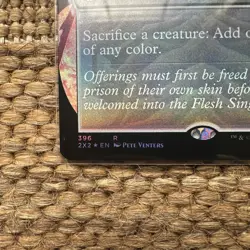 Sacrifice a creature: Add
of any color.
Offerings must first be freed
prison of their own skin before
welcomed into the Flesh Sing
396 R
2X2 ★ EN Pete Venters